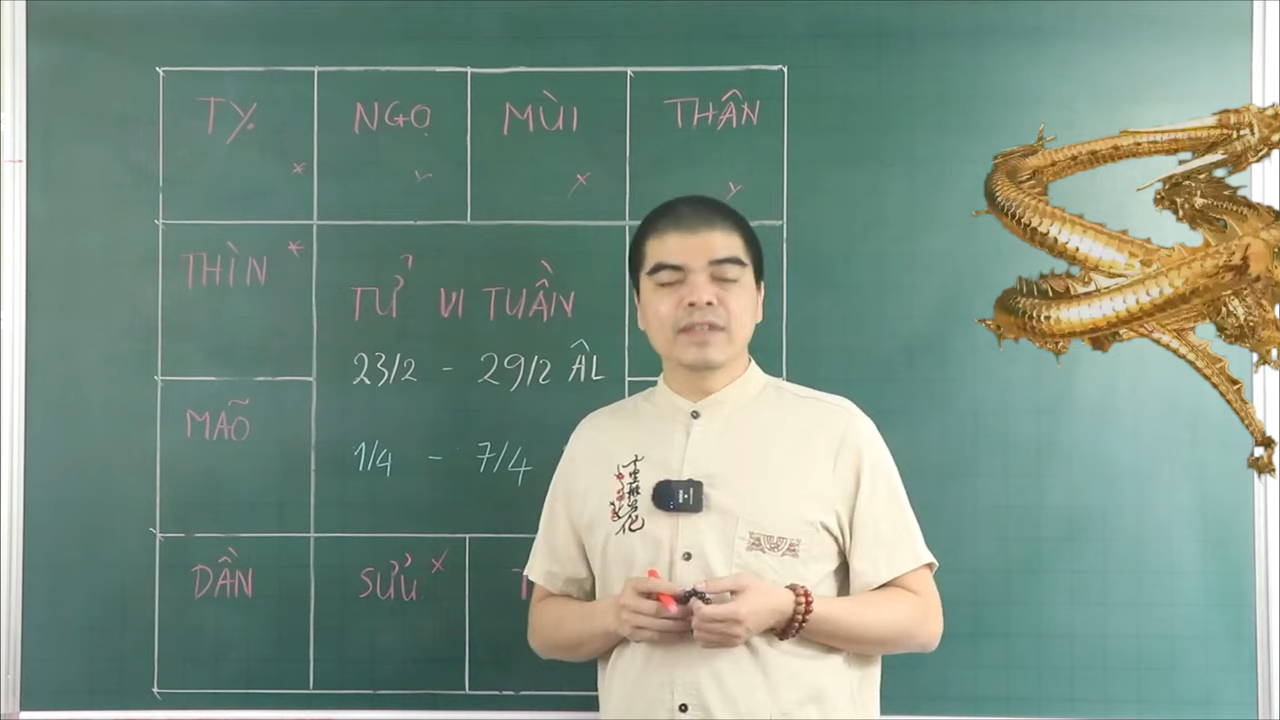 TỴ
NGỌ
MÙI
THÂN
THÌN
TỬ VI TUẦN
23/2 - 29/2 ÂL
MÃO
1/4 - 7/4
DẦN
SỬU